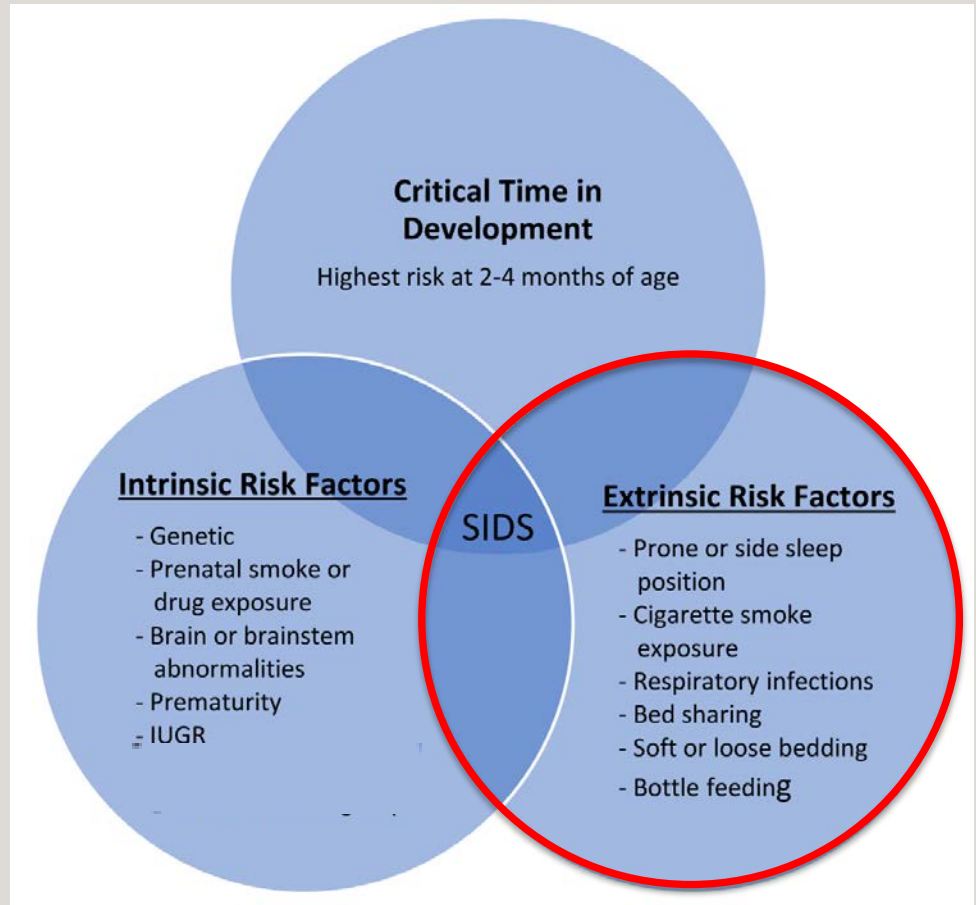 Critical Time in
Development
Highest risk at 2-4 months of age
Intrinsic Risk Factors
- Genetic
- Prenatal smoke or
drug exposure
- Brain or brainstem
abnormalities
- Prematurity
- IUGR
SIDS
Extrinsic Risk Factors
- Prone or side sleep
position
- Cigarette smoke
exposure
- Respiratory infections
- Bed sharing
- Soft or loose bedding
- Bottle feeding